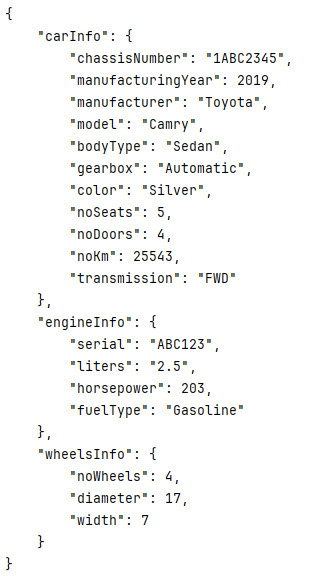 {
    "carInfo": {
        "chassisNumber": "1ABC2345",
        "manufacturingYear": 2019,
        "manufacturer": "Toyota",
        "model": "Camry",
        "bodyType": "Sedan",
        "gearbox": "Automatic",
        "color": "Silver",
        "noSeats": 5,
        "noDoors": 4,
        "noKm": 25543,
        "transmission": "FWD"
    },
    "engineInfo": {
        "serial": "ABC123",
        "liters": "2.5",
        "horsepower": 203,
        "fuelType": "Gasoline"
    },
    "wheelsInfo": {
        "noWheels": 4,
        "diameter": 17,
        "width": 7
    }
}